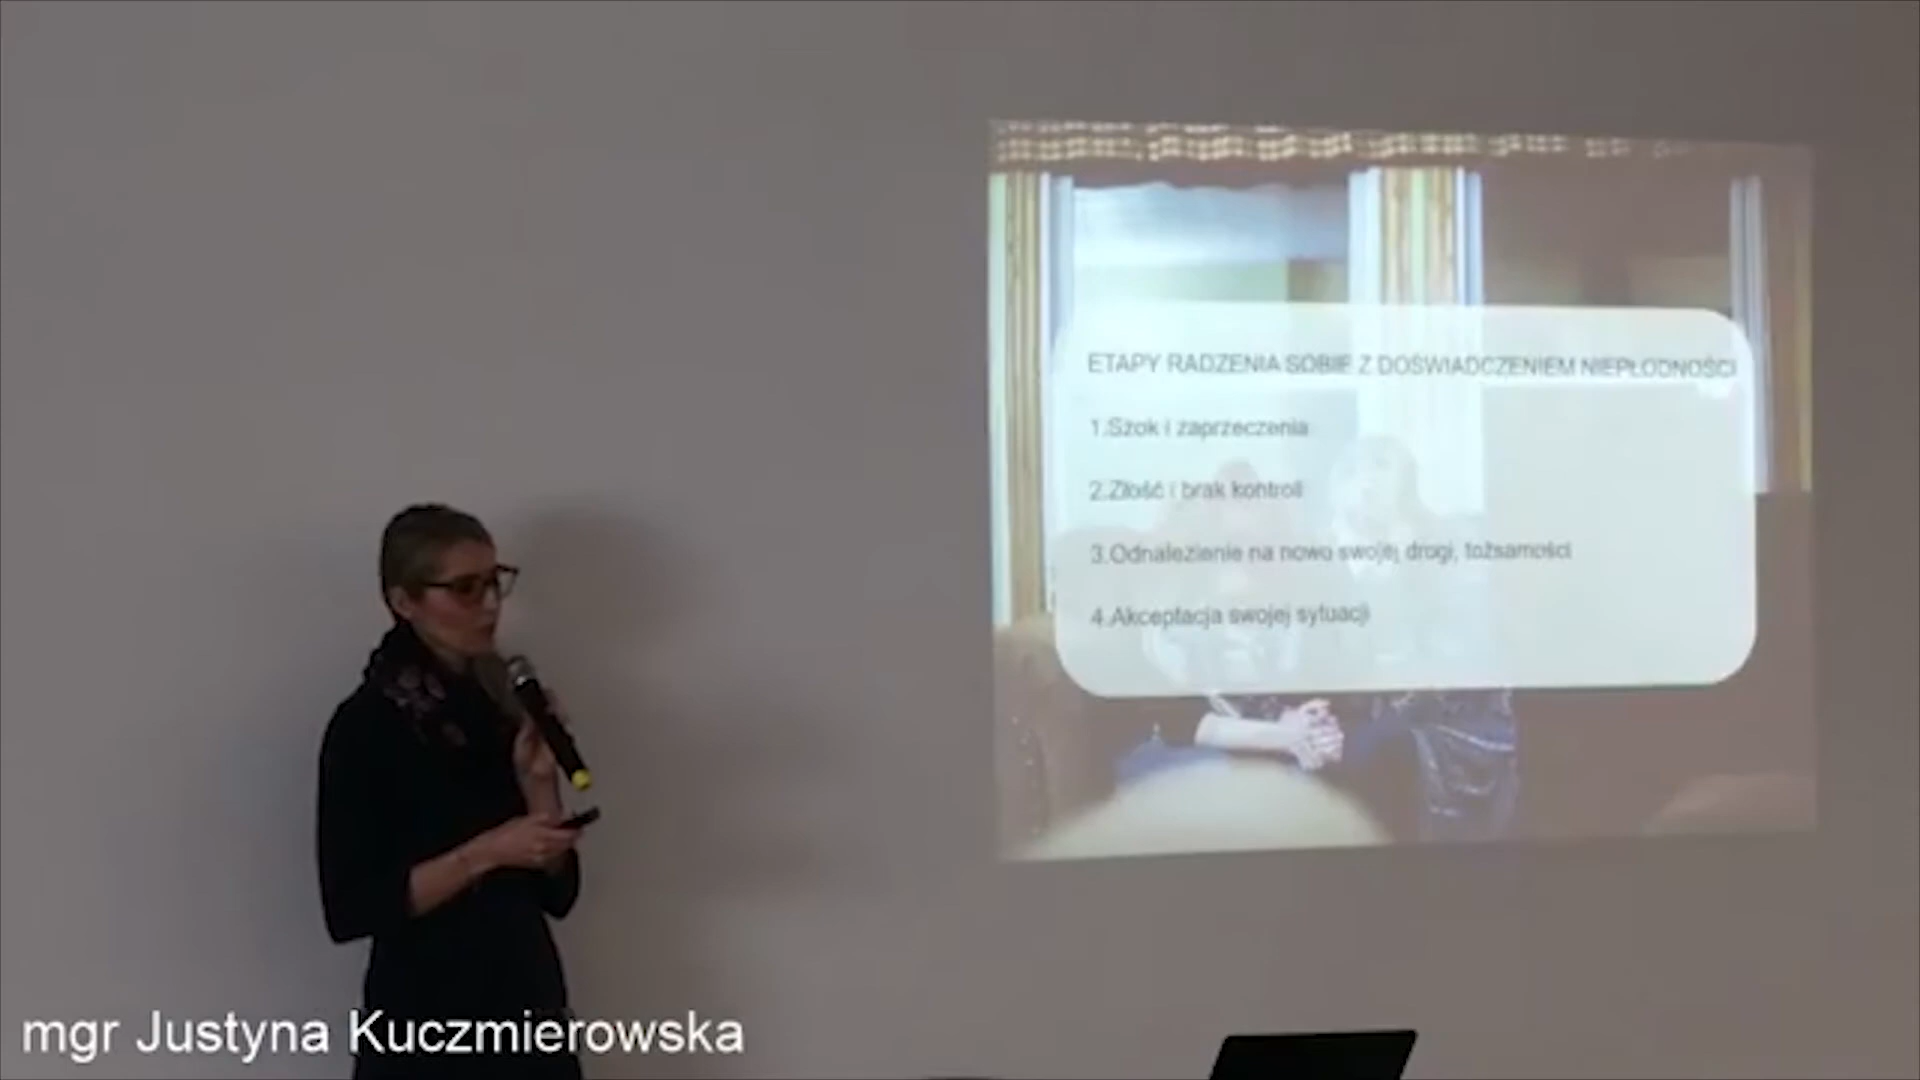 ETAPY RADZENIA SOBIE Z DOŚWIADCZENIEM NIEPŁODNOŚCI
1.Szok i zaprzeczenia
2.Złość i brak kontroli
3.Odnalezienie na nowo swojej drogi, tożsamości
4.Akceptacja swojej sytuacji
mgr Justyna Kuczmierowska